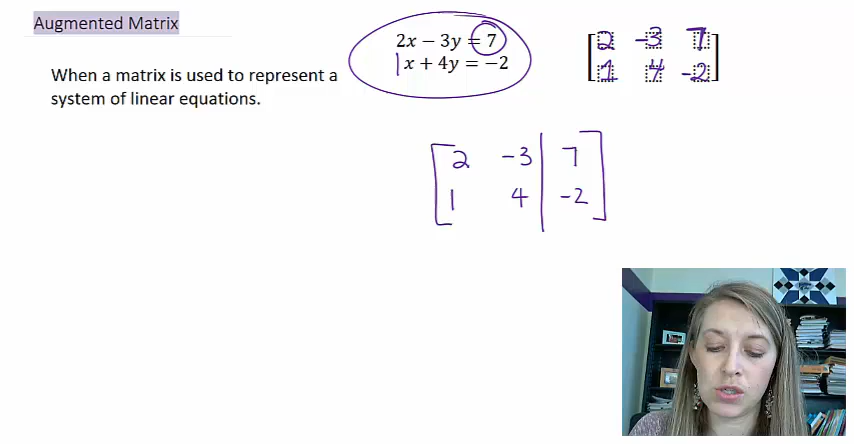 Augmented Matrix
When a matrix is used to represent a
system of linear equations.
2x − 3y = 7
1x + 4y = −2
2 -3 7
1 4 -2
2 -3 | 7
1 4 | -2